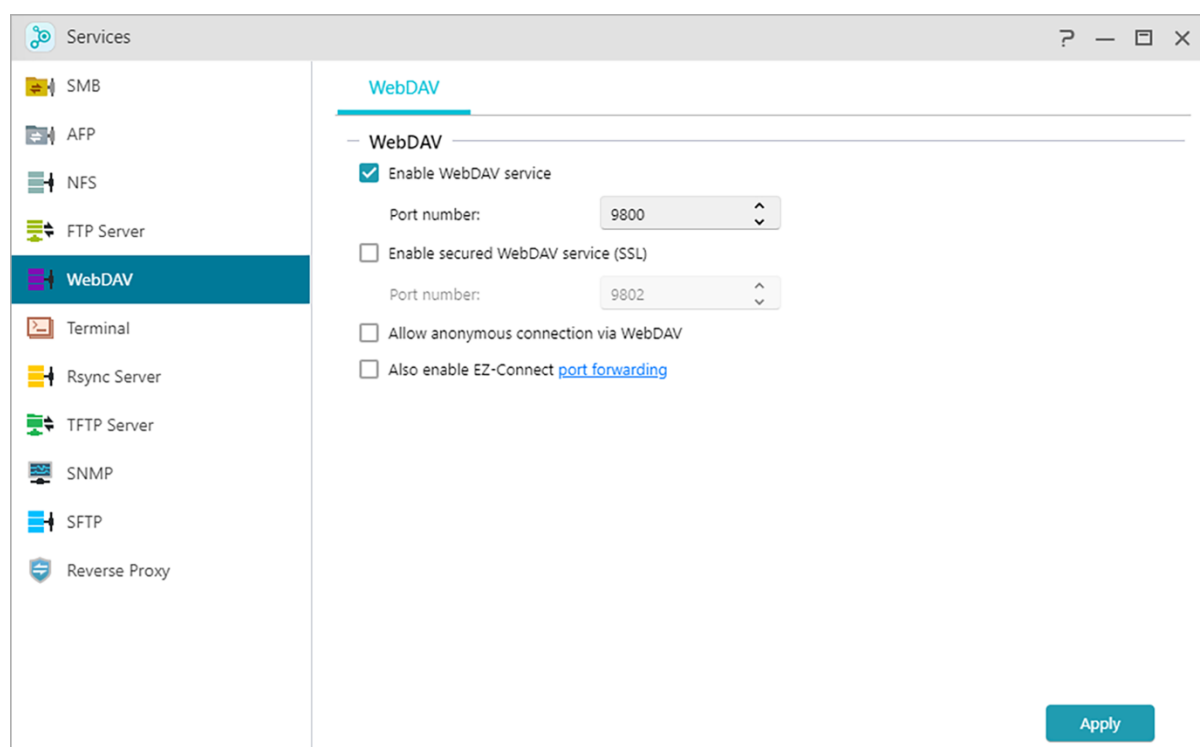 Services
SMB
AFP
NFS
FTP Server
WebDAV
Terminal
Rsync Server
TFTP Server
SNMP
SFTP
Reverse Proxy
WebDAV
WebDAV
Enable WebDAV service
Port number: 9800
Enable secured WebDAV service (SSL)
Port number: 9802
Allow anonymous connection via WebDAV
Also enable EZ-Connect port forwarding
Apply